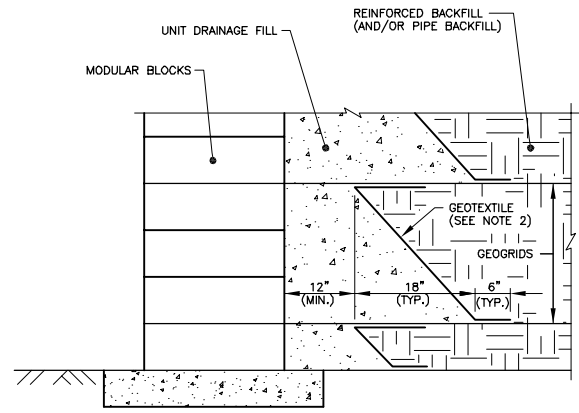 REINFORCED BACKFILL
(AND/OR PIPE BACKFILL)
UNIT DRAINAGE FILL
MODULAR BLOCKS
GEOTEXTILE
(SEE NOTE 2)
GEOGRIDS
12"
(MIN.)
18"
(TYP.)
6"
(TYP.)